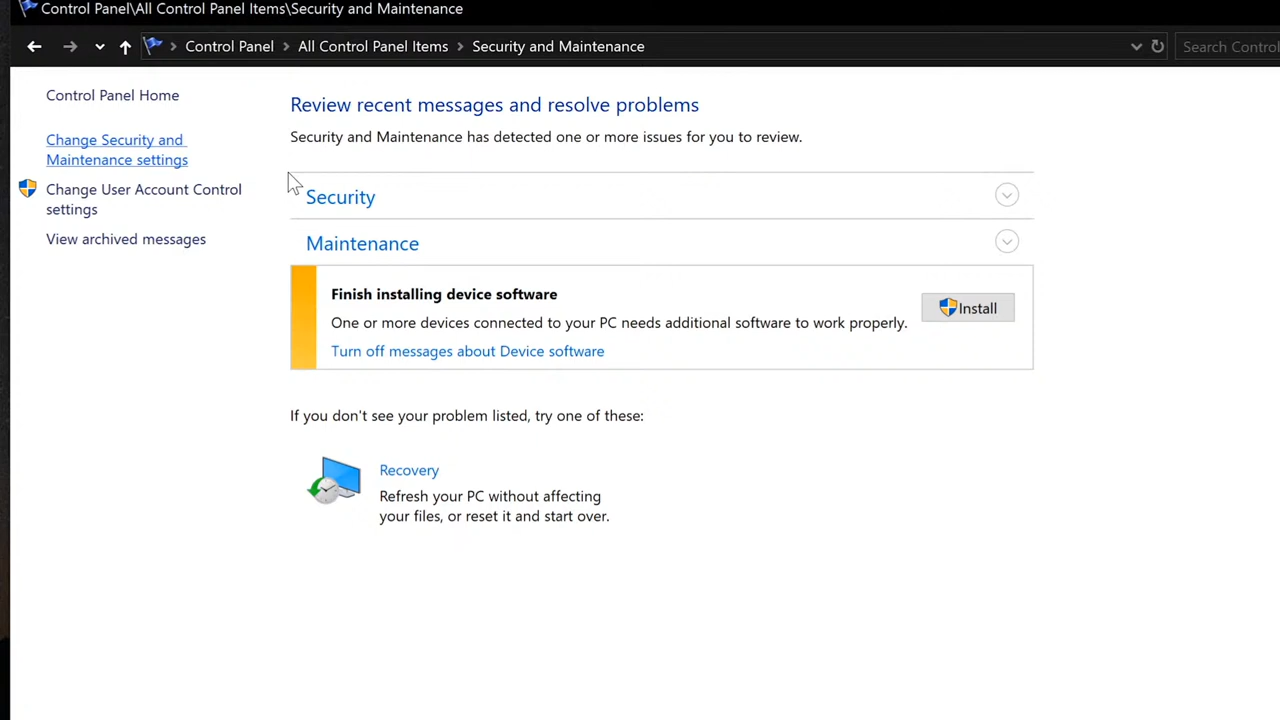 Control Panel\All Control Panel Items\Security and Maintenance
Control Panel > All Control Panel Items > Security and Maintenance
Search Control
Control Panel Home
Change Security and
Maintenance settings
Change User Account Control
settings
View archived messages
Review recent messages and resolve problems
Security and Maintenance has detected one or more issues for you to review.
Security
Maintenance
Finish installing device software
One or more devices connected to your PC needs additional software to work properly.
Install
Turn off messages about Device software
If you don't see your problem listed, try one of these:
Recovery
Refresh your PC without affecting
your files, or reset it and start over.